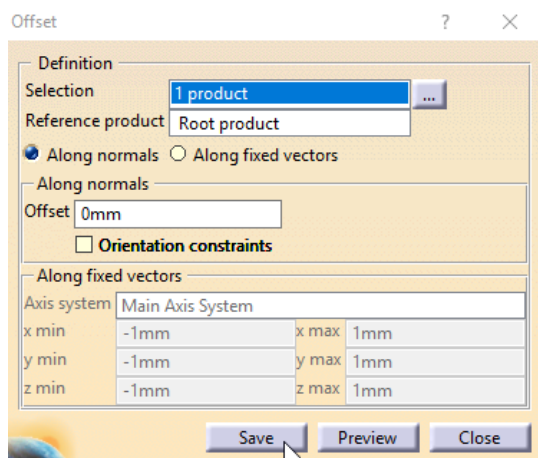 Offset ?
Definition
Selection 1 product ...
Reference product Root product
Along normals Along fixed vectors
Along normals
Offset 0mm
Orientation constraints
Along fixed vectors
Axis system Main Axis System
x min -1mm x max 1mm
y min -1mm y max 1mm
z min -1mm z max 1mm
Save Preview Close